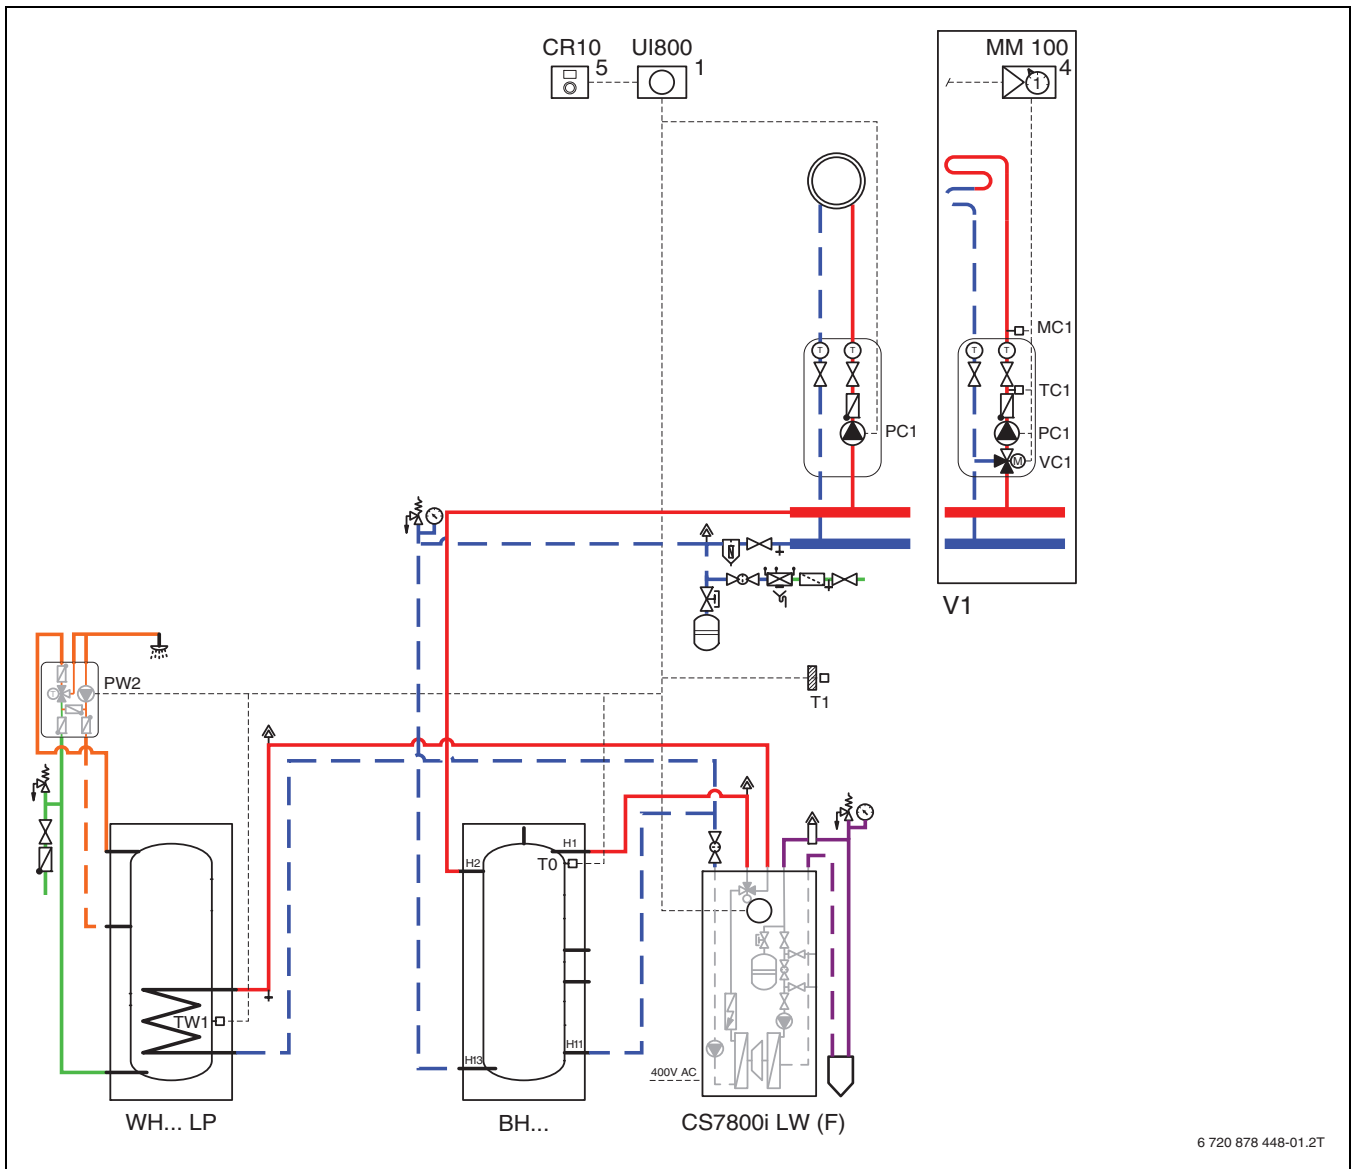 CR10
5
UI800
1
MM 100
4
1
MC1
T
T
T
T
TC1
PC1
PC1
M
VC1
V1
PW2
T
T1
H1
H2
T0
TW1
H13
H11
400V AC
WH... LP
BH...
CS7800i LW (F)
6 720 878 448-01.2T